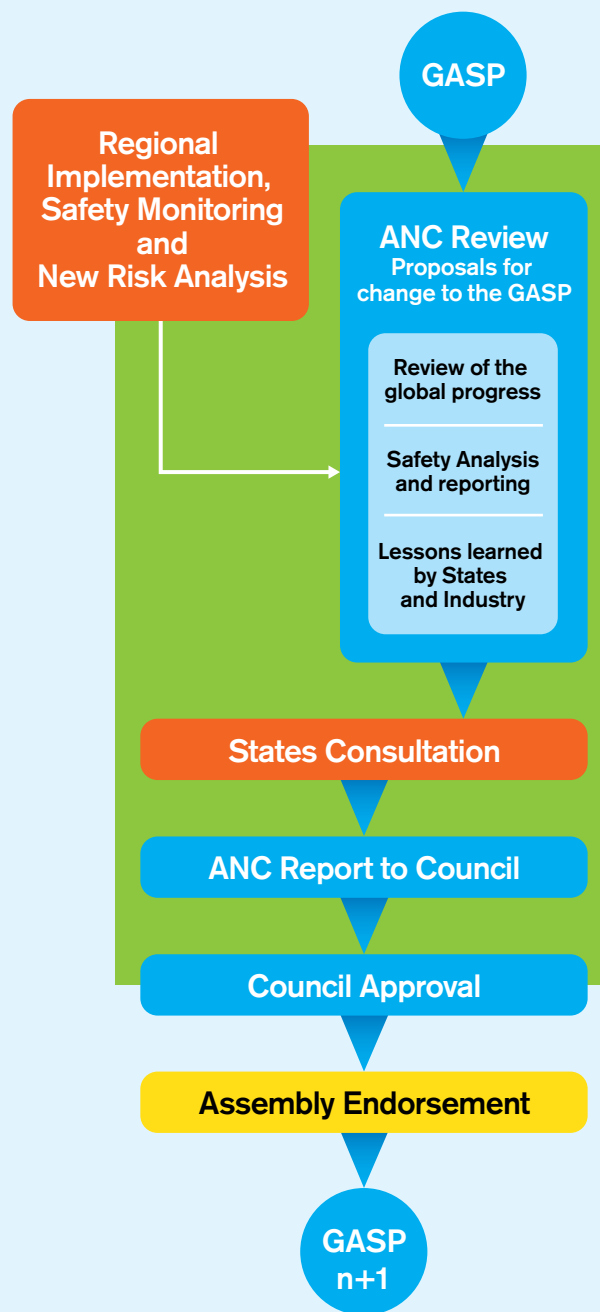 GASP
Regional
Implementation,
Safety Monitoring
and
New Risk Analysis
ANC Review
Proposals for
change to the GASP
Review of the
global progress
Safety Analysis
and reporting
Lessons learned
by States
and Industry
States Consultation
ANC Report to Council
Council Approval
Assembly Endorsement
GASP
n+1